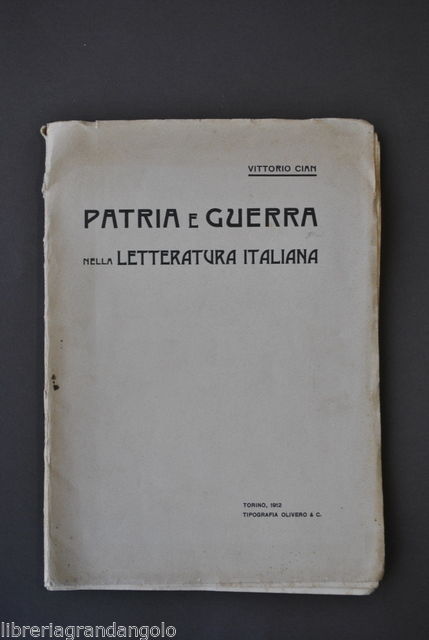 VITTORIO CIAN
PATRIA E GUERRA
NELLA LETTERATURA ITALIANA
TORINO, 1912
TIPOGRAFIA OLIVERO & C.
libreriagrandangolo